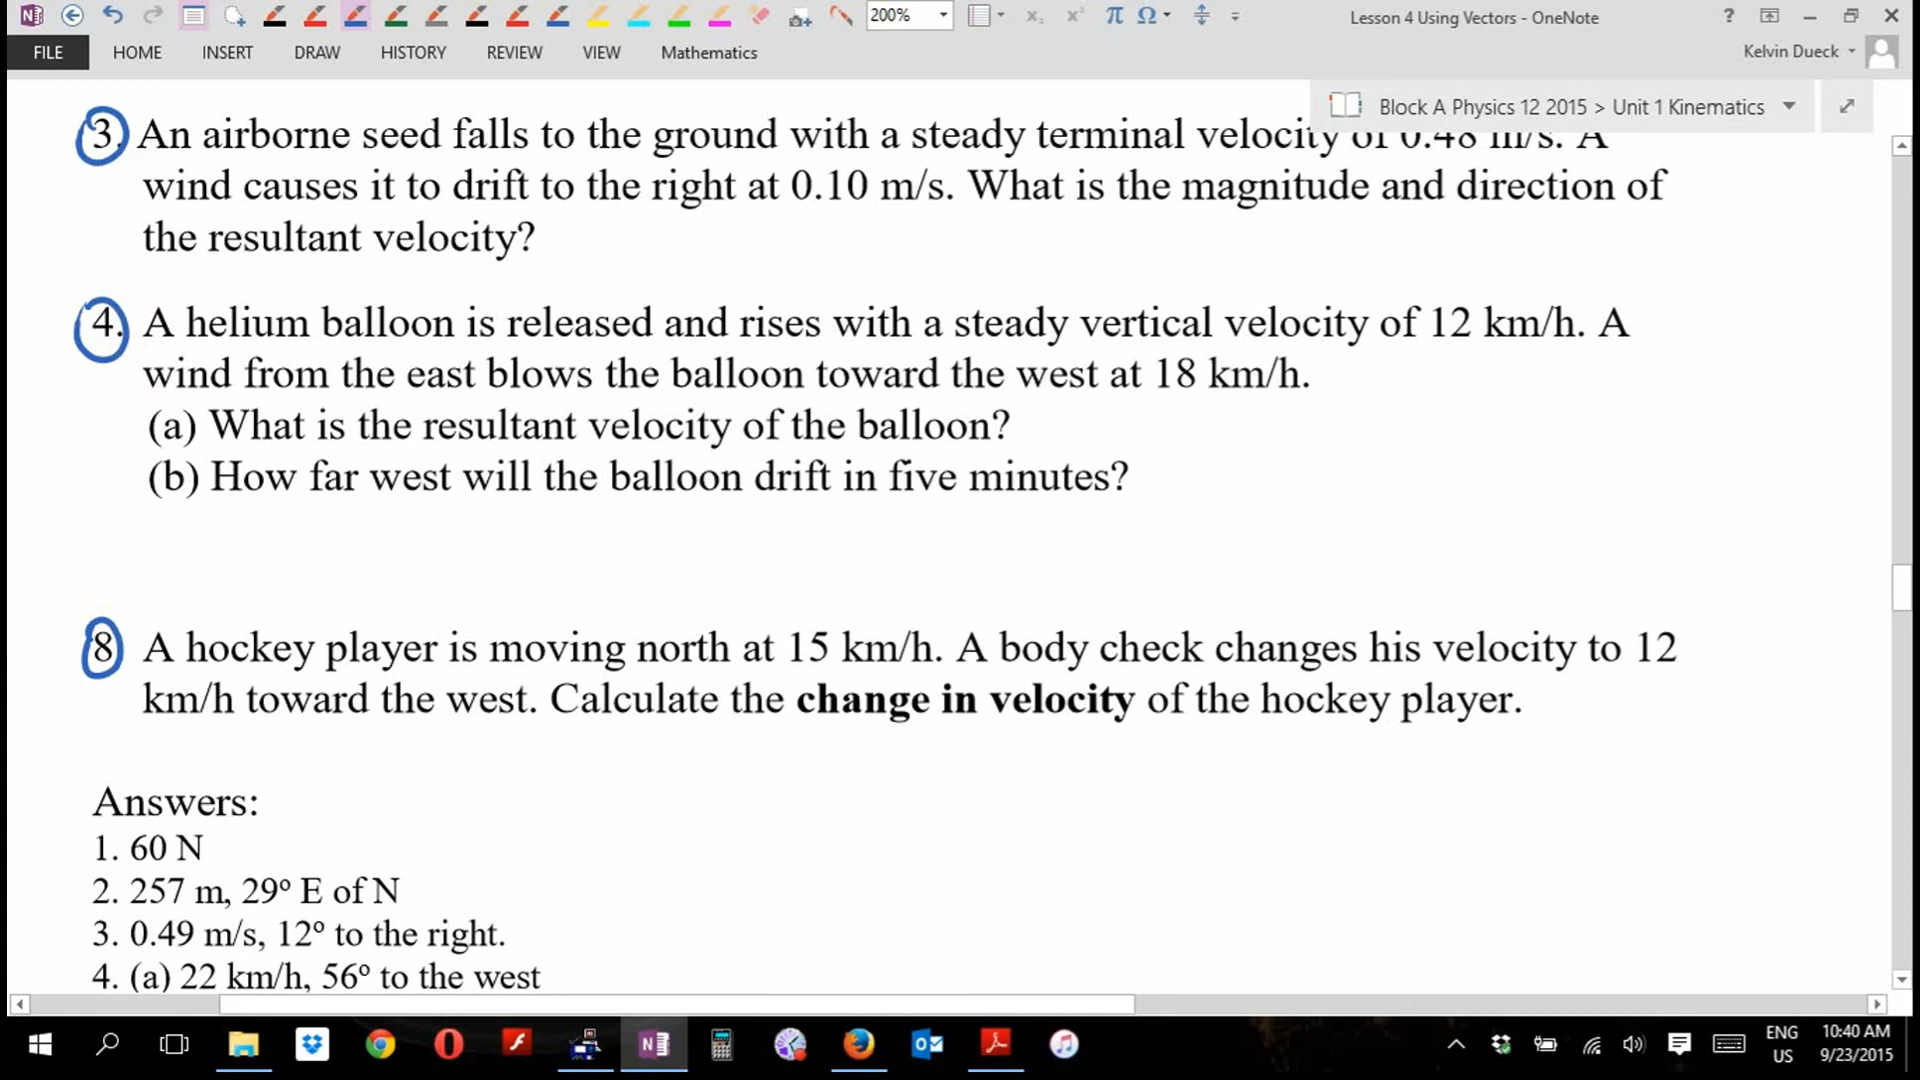 200%
Lesson 4 Using Vectors - OneNote
?
FILE HOME INSERT DRAW HISTORY REVIEW VIEW Mathematics
Kelvin Dueck
Block A Physics 12 2015 > Unit 1 Kinematics
3. An airborne seed falls to the ground with a steady terminal velocity of 0.48 m/s. A
wind causes it to drift to the right at 0.10 m/s. What is the magnitude and direction of
the resultant velocity?
4. A helium balloon is released and rises with a steady vertical velocity of 12 km/h. A
wind from the east blows the balloon toward the west at 18 km/h.
(a) What is the resultant velocity of the balloon?
(b) How far west will the balloon drift in five minutes?
8 A hockey player is moving north at 15 km/h. A body check changes his velocity to 12
km/h toward the west. Calculate the change in velocity of the hockey player.
Answers:
1. 60 N
2. 257 m, 29º E of N
3. 0.49 m/s, 12º to the right.
4. (a) 22 km/h, 56º to the west
ENG
US
10:40 AM
9/23/2015